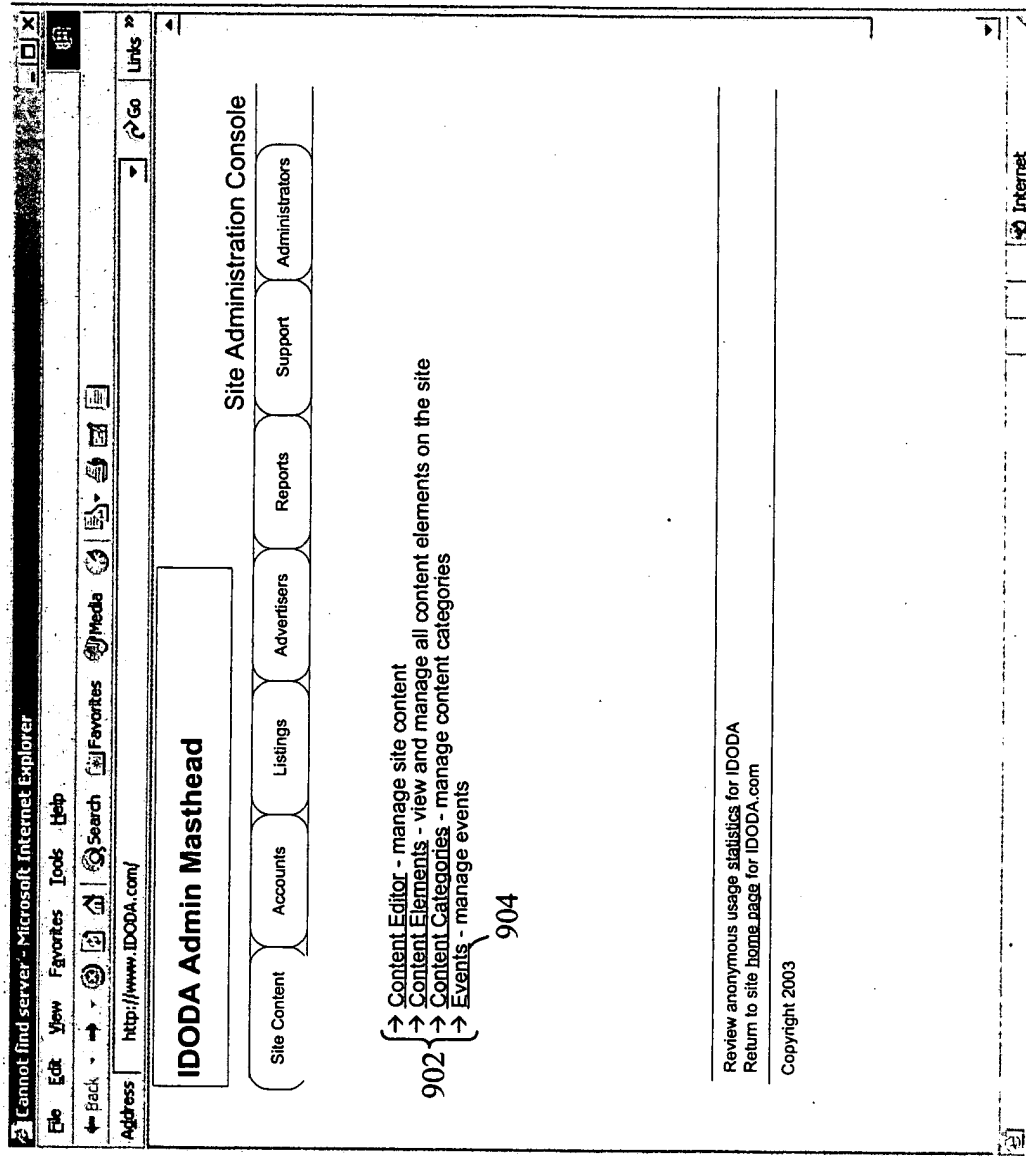 Cannot find server - Microsoft Internet Explorer
File Edit View Favorites Tools Help
Back Search Favorites Media
Address http://www.IDODA.com/ Go Links »
IDODA Admin Masthead
Site Administration Console
Site Content Accounts Listings Advertisers Reports Support Administrators
→ Content Editor - manage site content
→ Content Elements - view and manage all content elements on the site
→ Content Categories - manage content categories
→ Events - manage events
902
904
Review anonymous usage statistics for IDODA
Return to site home page for IDODA.com
Copyright 2003
Internet